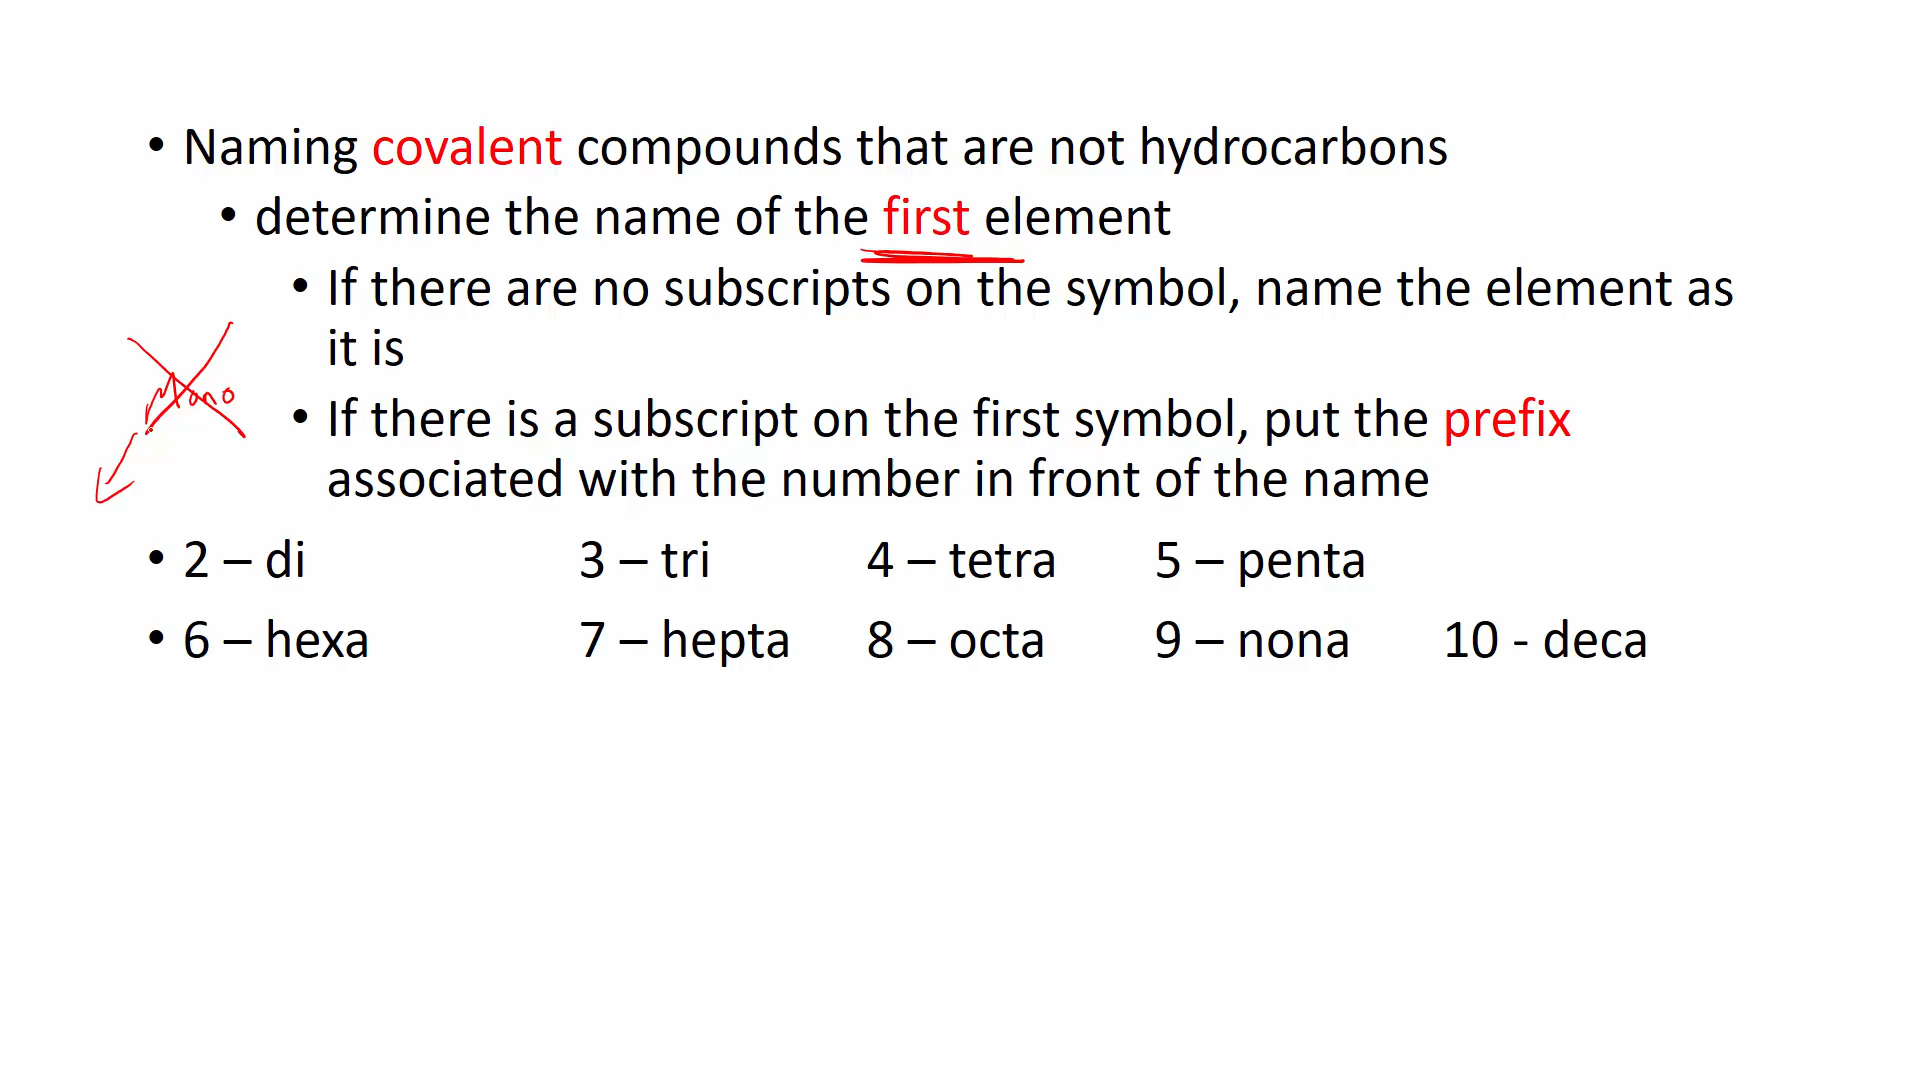 • Naming covalent compounds that are not hydrocarbons
• determine the name of the first element
• If there are no subscripts on the symbol, name the element as
it is
Mono
• If there is a subscript on the first symbol, put the prefix
associated with the number in front of the name
• 2 – di 3 – tri 4 – tetra 5 – penta
• 6 – hexa 7 – hepta 8 – octa 9 – nona 10 - deca